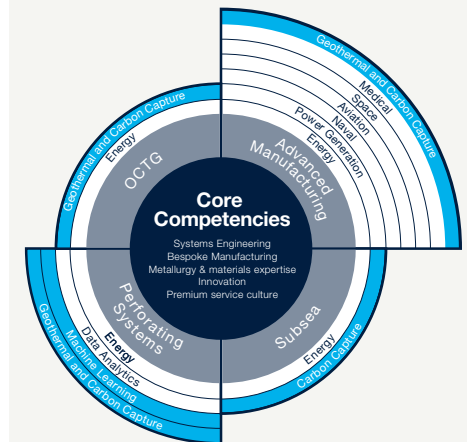 Geothermal and Carbon Capture
Medical
Space
Aviation
Naval
Power Generation
Energy
Advanced
Manufacturing
Geothermal and Carbon Capture
Energy
OCTG
Core
Competencies
Systems Engineering
Bespoke Manufacturing
Metallurgy & materials expertise
Innovation
Premium service culture
Perforating
Systems
Energy
Data Analytics
Machine Learning
Geothermal and Carbon Capture
Subsea
Energy
Carbon Capture